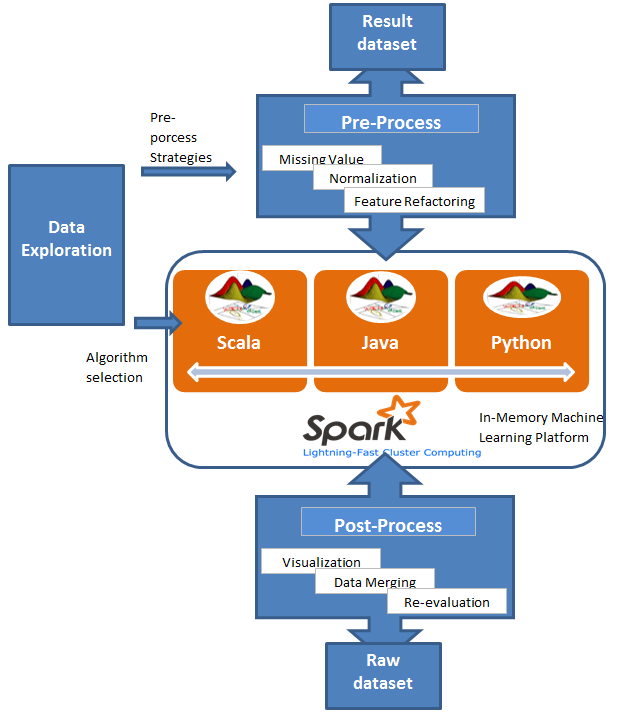 Result
dataset
Pre-Process
Missing Value
Normalization
Feature Refactoring
Pre-
porcess
Strategies
Data
Exploration
Algorithm
selection
Scala
Java
Python
Spark
Lightning-Fast Cluster Computing
In-Memory Machine
Learning Platform
Post-Process
Visualization
Data Merging
Re-evaluation
Raw
dataset